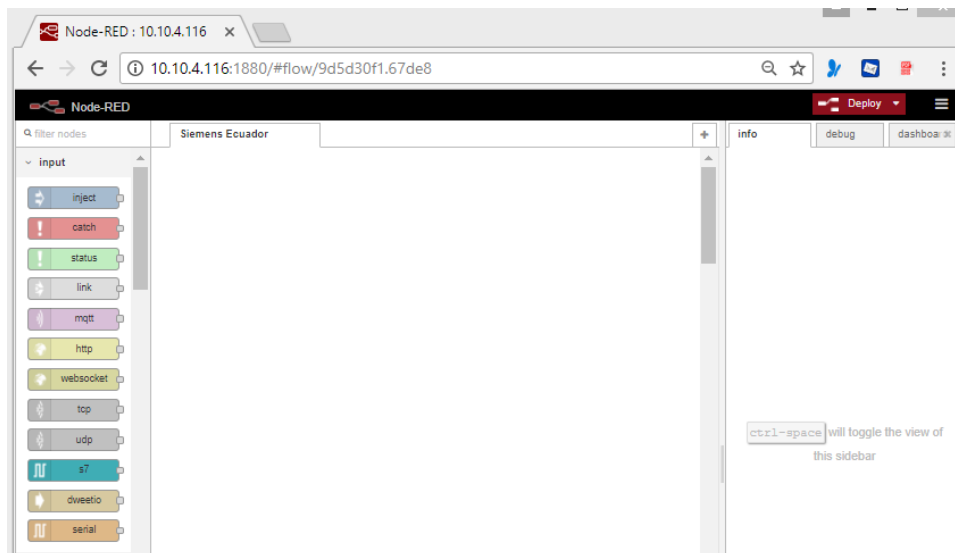 Node-RED : 10.10.4.116
10.10.4.116:1880/#flow/9d5d30f1.67de8
Node-RED
Deploy
filter nodes
Siemens Ecuador
+
info
debug
dashboar
input
inject
catch
status
link
mqtt
http
websocket
tcp
udp
s7
dweetio
serial
ctrl-space will toggle the view of
this sidebar